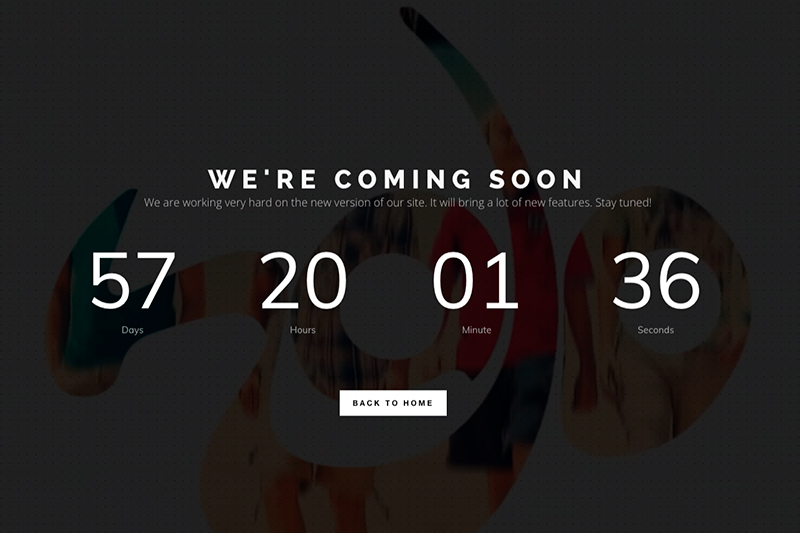 WE'RE COMING SOON
We are working very hard on the new version of our site. It will bring a lot of new features. Stay tuned!
57 20 01 36
Days Hours Minute Seconds
BACK TO HOME